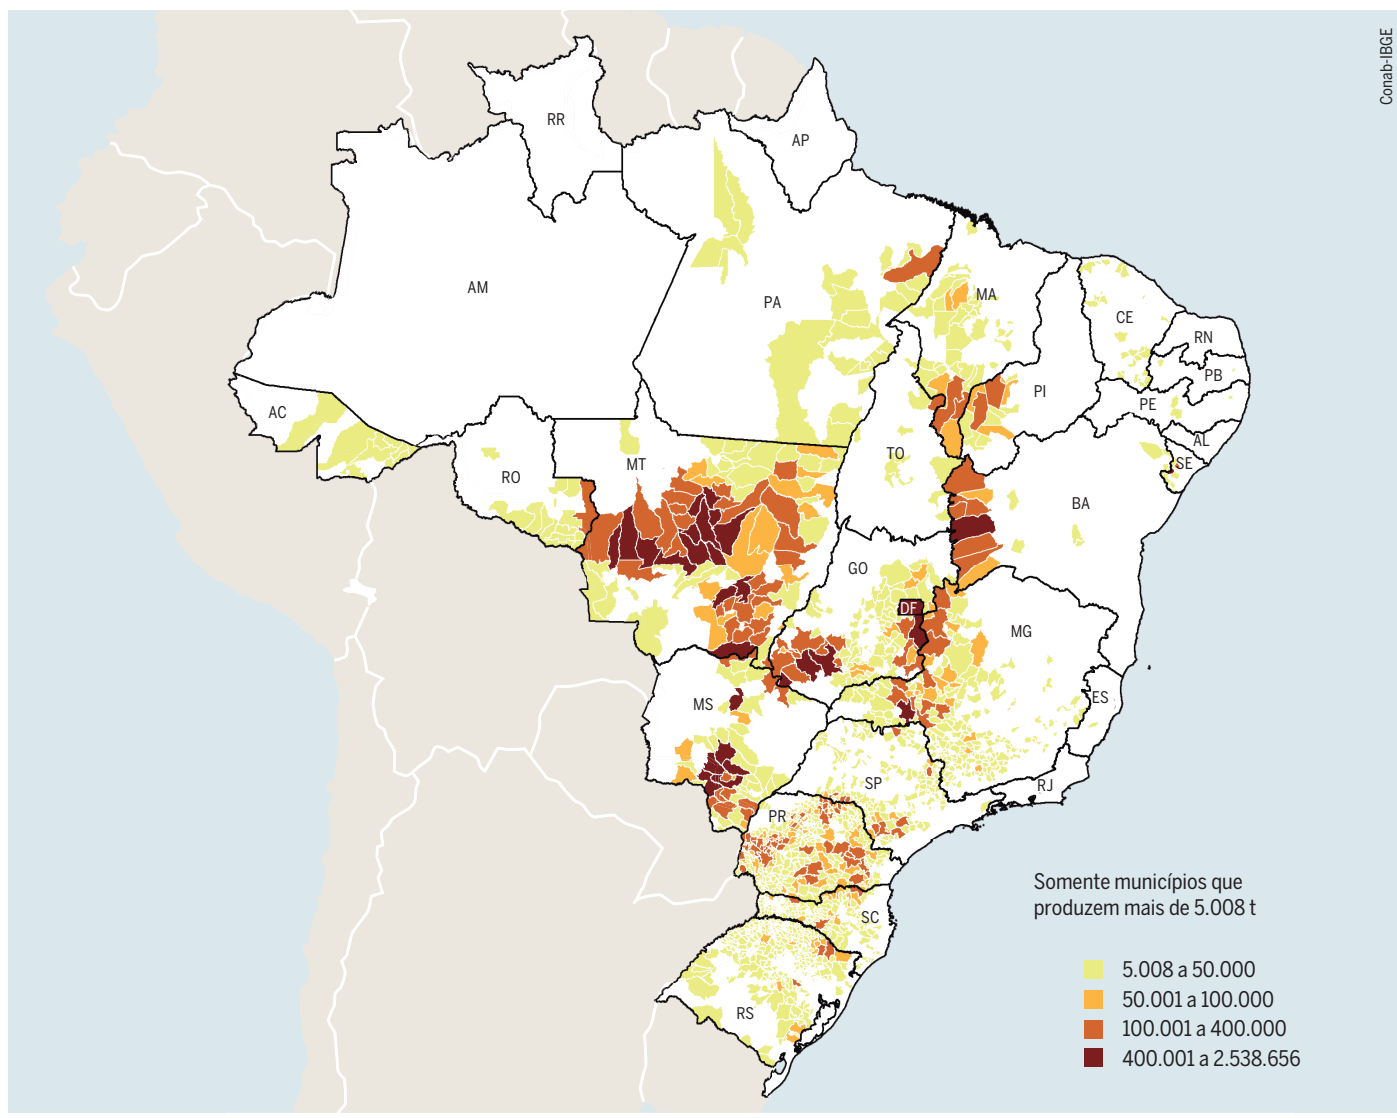 Conab-IBGE
RR
AP
AM
PA
MA
CE
RN
PB
PI
PE
AC
AL
TO
SE
MT
RO
BA
GO
DF
MG
MS
ES
SP
RJ
PR
SC
RS
Somente municípios que
produzem mais de 5.008 t
5.008 a 50.000
50.001 a 100.000
100.001 a 400.000
400.001 a 2.538.656